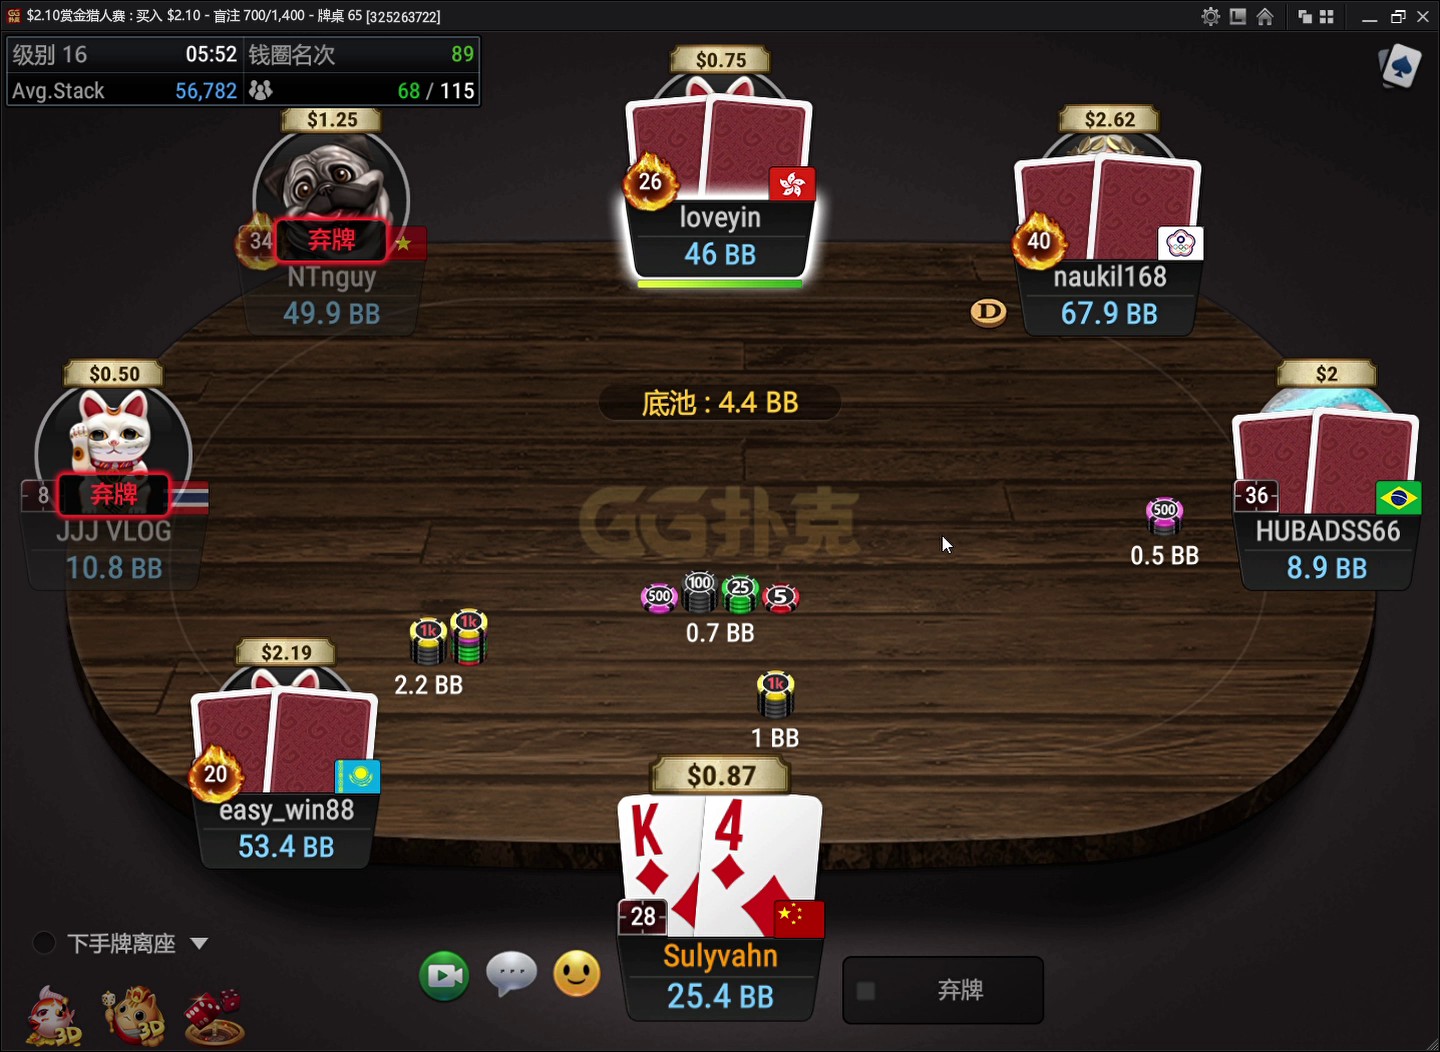 $2.10赏金猎人赛 : 买入 $2.10 - 盲注 700/1,400 - 牌桌 65 [325263722]
级别 16 05:52 钱圈名次 89
Avg.Stack 56,782 68 / 115
$0.75
26
loveyin
46 BB
$1.25
34
弃牌
NTnguy
49.9 BB
$2.62
40
naukil168
67.9 BB
D
$0.50
8
弃牌
JJJ VLOG
10.8 BB
底池 : 4.4 BB
$2
36
HUBADSS66
8.9 BB
GG扑克
500
0.5 BB
500 100 25 5
0.7 BB
1k 1k
2.2 BB
1k
1 BB
$2.19
20
easy_win88
53.4 BB
$0.87
K 4
28
Sulyvahn
25.4 BB
下手牌离座
弃牌
3D
3D